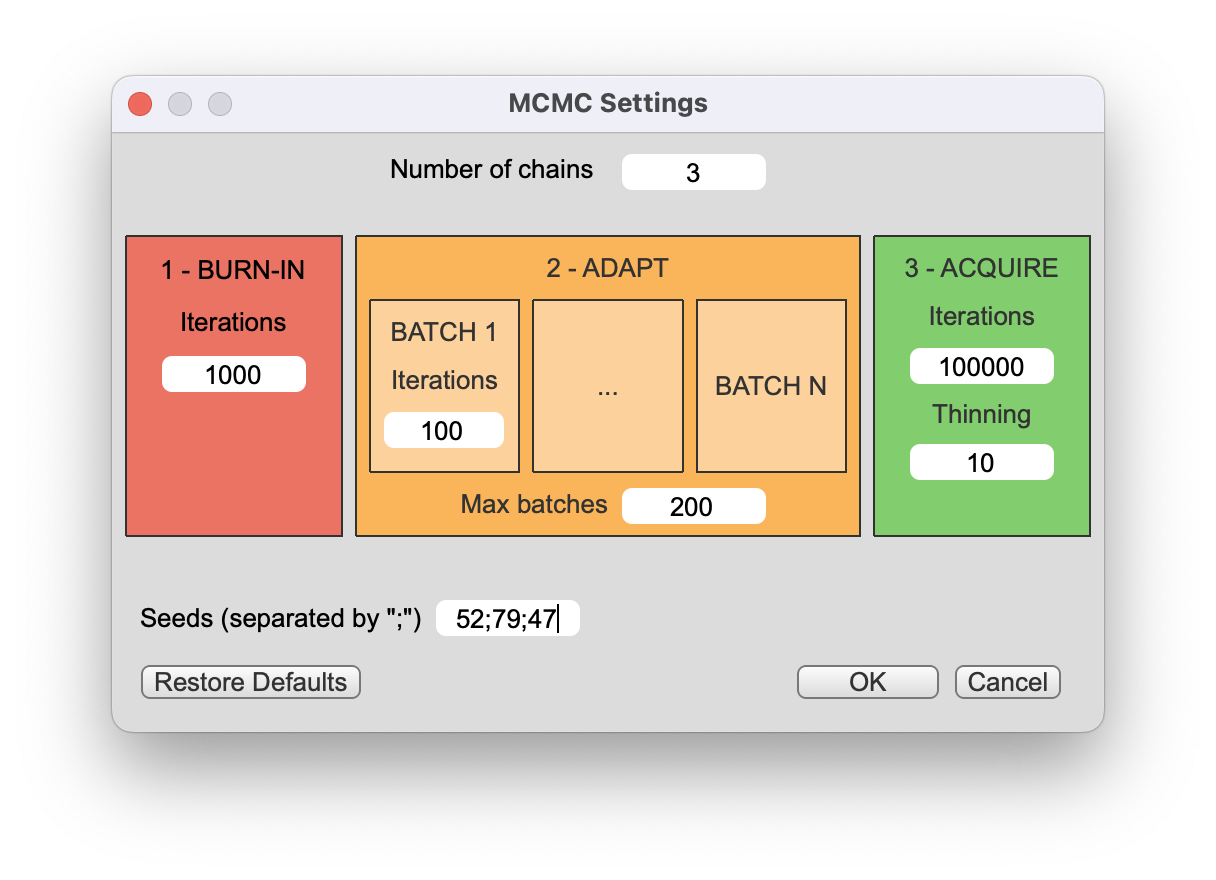 MCMC Settings
Number of chains 3
1 - BURN-IN
Iterations
1000
2 - ADAPT
BATCH 1
Iterations
100
...
BATCH N
Max batches 200
3 - ACQUIRE
Iterations
100000
Thinning
10
Seeds (separated by ";") 52;79;47
Restore Defaults
OK
Cancel